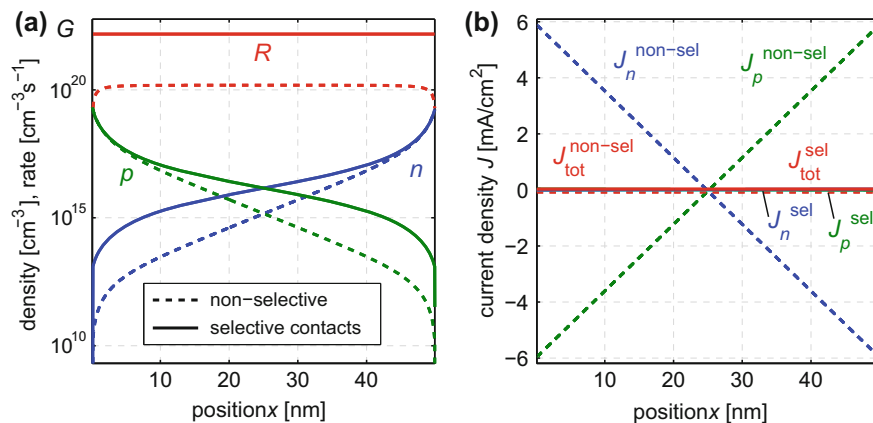 (a)
G
R
10^20
10^15
10^10
density [cm^−3], rate [cm^−3s^−1]
p
n
non-selective
selective contacts
10 20 30 40
positionx [nm]
(b)
6
4
2
0
−2
−4
−6
current density J [mA/cm^2]
J_n^non-sel
J_p^non-sel
J_tot^non-sel
J_tot^sel
J_n^sel
J_p^sel
10 20 30 40
positionx [nm]